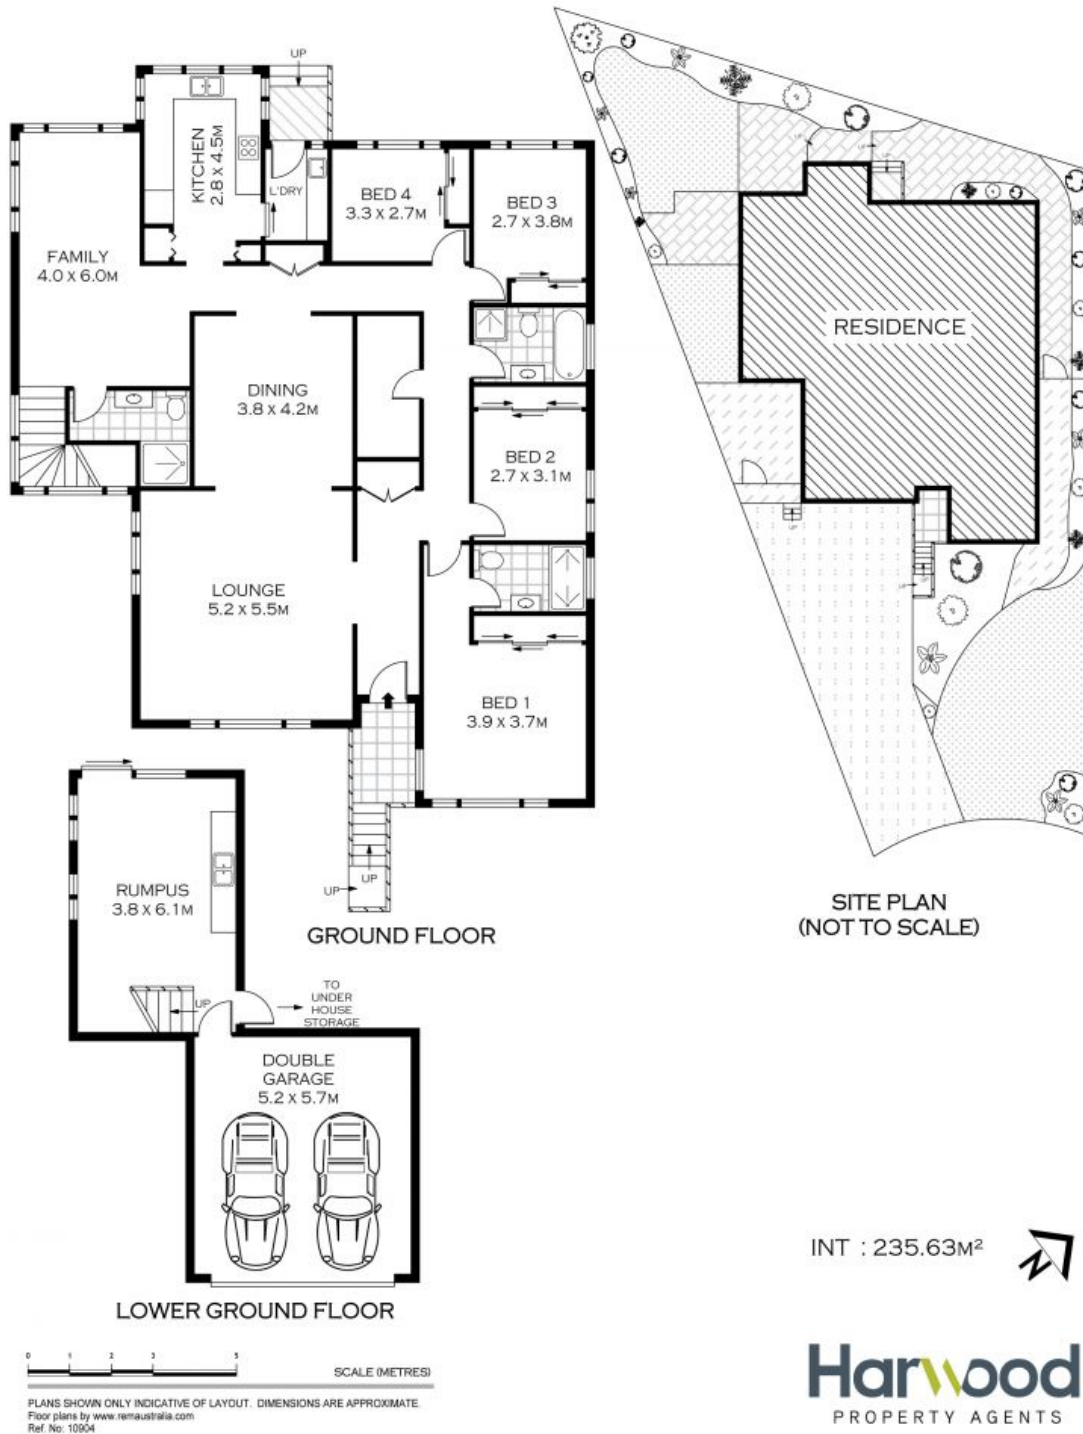 UP
KITCHEN
2.8 x 4.5M
L'DRY
BED 4
3.3 x 2.7M
BED 3
2.7 x 3.8M
FAMILY
4.0 x 6.0M
DINING
3.8 x 4.2M
BED 2
2.7 x 3.1M
LOUNGE
5.2 x 5.5M
BED 1
3.9 x 3.7M
UP
UP
GROUND FLOOR
UP
UP
RESIDENCE
UP
UP
UP
SITE PLAN
(NOT TO SCALE)
RUMPUS
3.8 x 6.1M
UP
TO
UNDER
HOUSE
STORAGE
DOUBLE
GARAGE
5.2 x 5.7M
LOWER GROUND FLOOR
INT : 235.63M²
N
0 1 2 3 5
SCALE (METRES)
PLANS SHOWN ONLY INDICATIVE OF LAYOUT. DIMENSIONS ARE APPROXIMATE.
Floor plans by www.remaustralia.com
Ref. No: 10904
Harwood
PROPERTY AGENTS